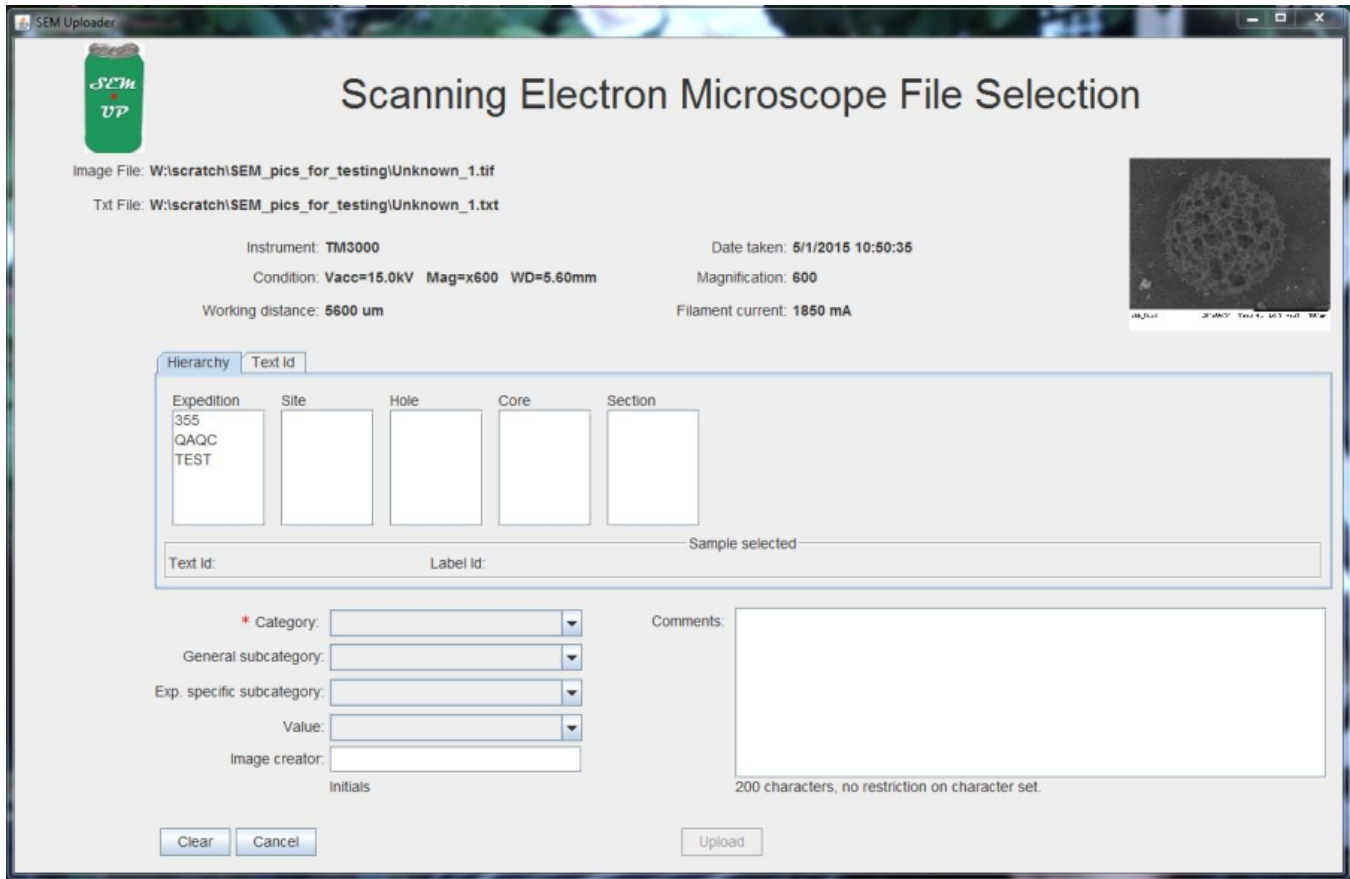 SEM Uploader
SEM
UP
Scanning Electron Microscope File Selection
Image File: W:\scratch\SEM_pics_for_testing\Unknown_1.tif
Txt File: W:\scratch\SEM_pics_for_testing\Unknown_1.txt
Instrument: TM3000 Date taken: 5/1/2015 10:50:35
Condition: Vacc=15.0kV Mag=x600 WD=5.60mm Magnification: 600
Working distance: 5600 um Filament current: 1850 mA
Hierarchy Text Id
Expedition Site Hole Core Section
355
QAQC
TEST
Sample selected
Text Id: Label Id:
* Category: Comments:
General subcategory:
Exp. specific subcategory:
Value:
Image creator:
Initials 200 characters, no restriction on character set.
Clear Cancel Upload